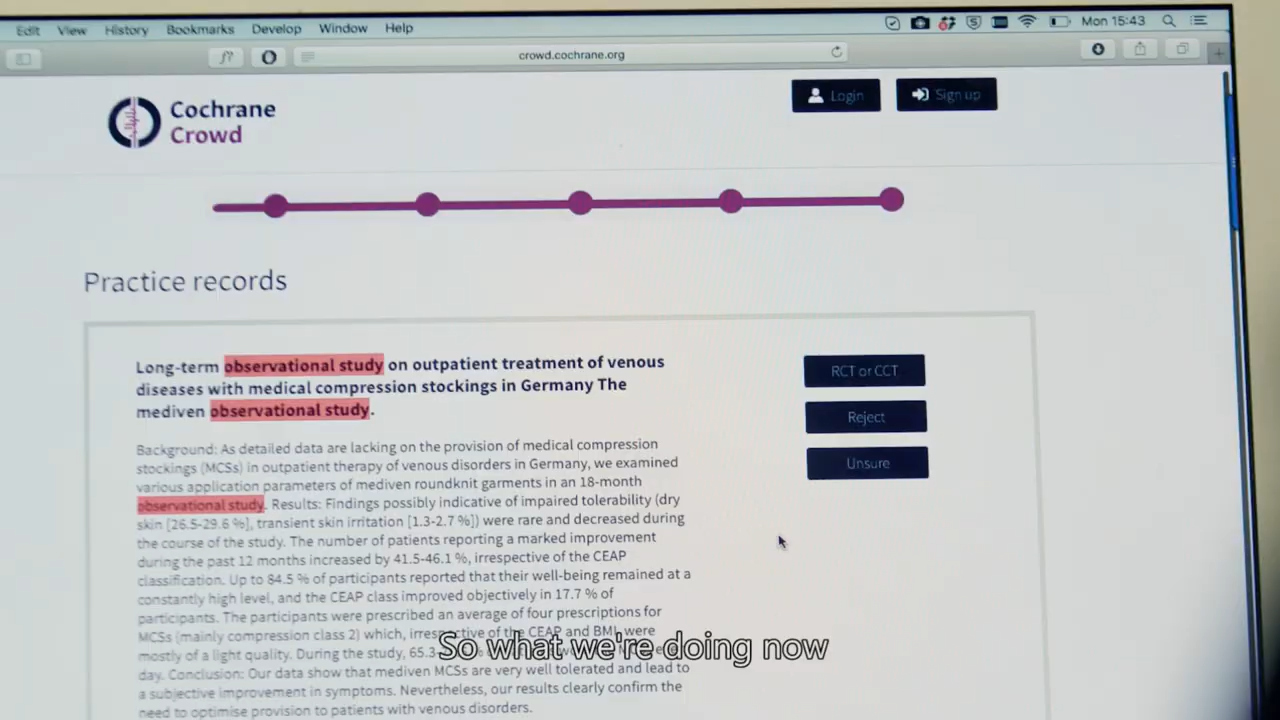 Edit View History Bookmarks Develop Window Help
Mon 15:43
crowd.cochrane.org
Cochrane
Crowd
Login
Sign up
Practice records
Long-term observational study on outpatient treatment of venous
diseases with medical compression stockings in Germany The
mediven observational study.
RCT or CCT
Reject
Unsure
Background: As detailed data are lacking on the provision of medical compression
stockings (MCSs) in outpatient therapy of venous disorders in Germany, we examined
various application parameters of mediven roundknit garments in an 18-month
observational study. Results: Findings possibly indicative of impaired tolerability (dry
skin [26.5-29.6 %], transient skin irritation [1.3-2.7 %]) were rare and decreased during
the course of the study. The number of patients reporting a marked improvement
during the past 12 months increased by 41.5-46.1 %, irrespective of the CEAP
classification. Up to 84.5 % of participants reported that their well-being remained at a
constantly high level, and the CEAP class improved objectively in 17.7 % of
participants. The participants were prescribed an average of four prescriptions for
MCSs (mainly compression class 2) which, irrespective of the CEAP and BMI, were
mostly of a light quality. During the study, 65.3
day. Conclusion: Our data show that mediven MCSs are very well tolerated and lead to
a subjective improvement in symptoms. Nevertheless, our results clearly confirm the
need to optimise provision to patients with venous disorders.
So what we're doing now